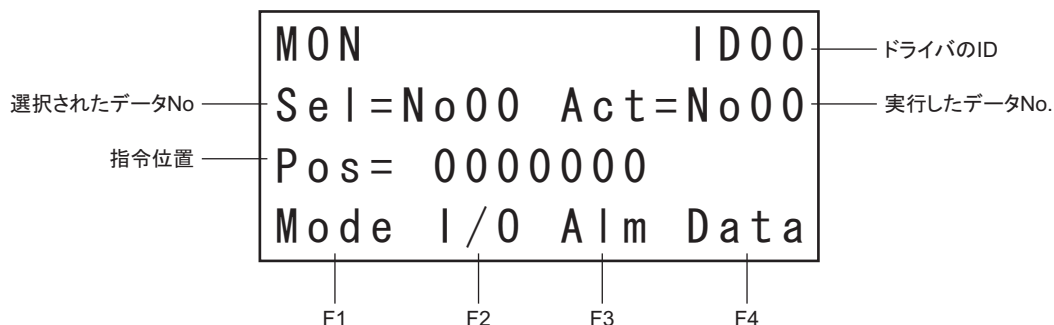 MON ID00 ドライバのID
選択されたデータNo Sel=No00 Act=No00 実行したデータNo.
指令位置 Pos= 0000000
Mode I/O Alm Data
F1 F2 F3 F4